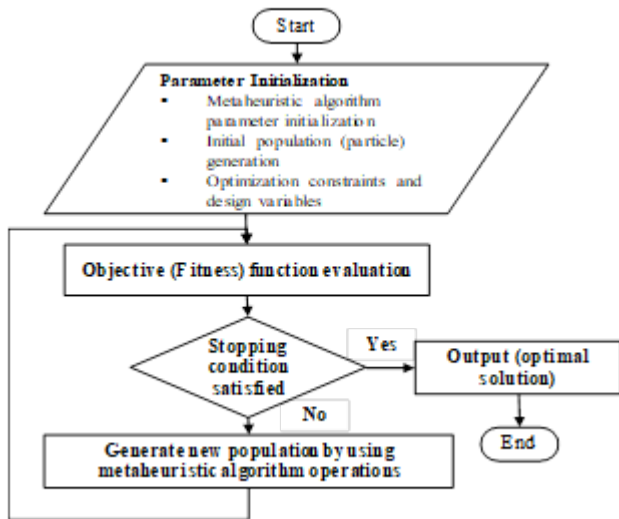 Start
Parameter Initialization
▪ Metaheuristic algorithm
parameter initialization
▪ Initial population (particle)
generation
▪ Optimization constraints and
design variables
Objective (Fitness) function evaluation
Stopping
condition
satisfied
Yes
Output (optimal
solution)
No
End
Generate new population by using
metaheuristic algorithm operations